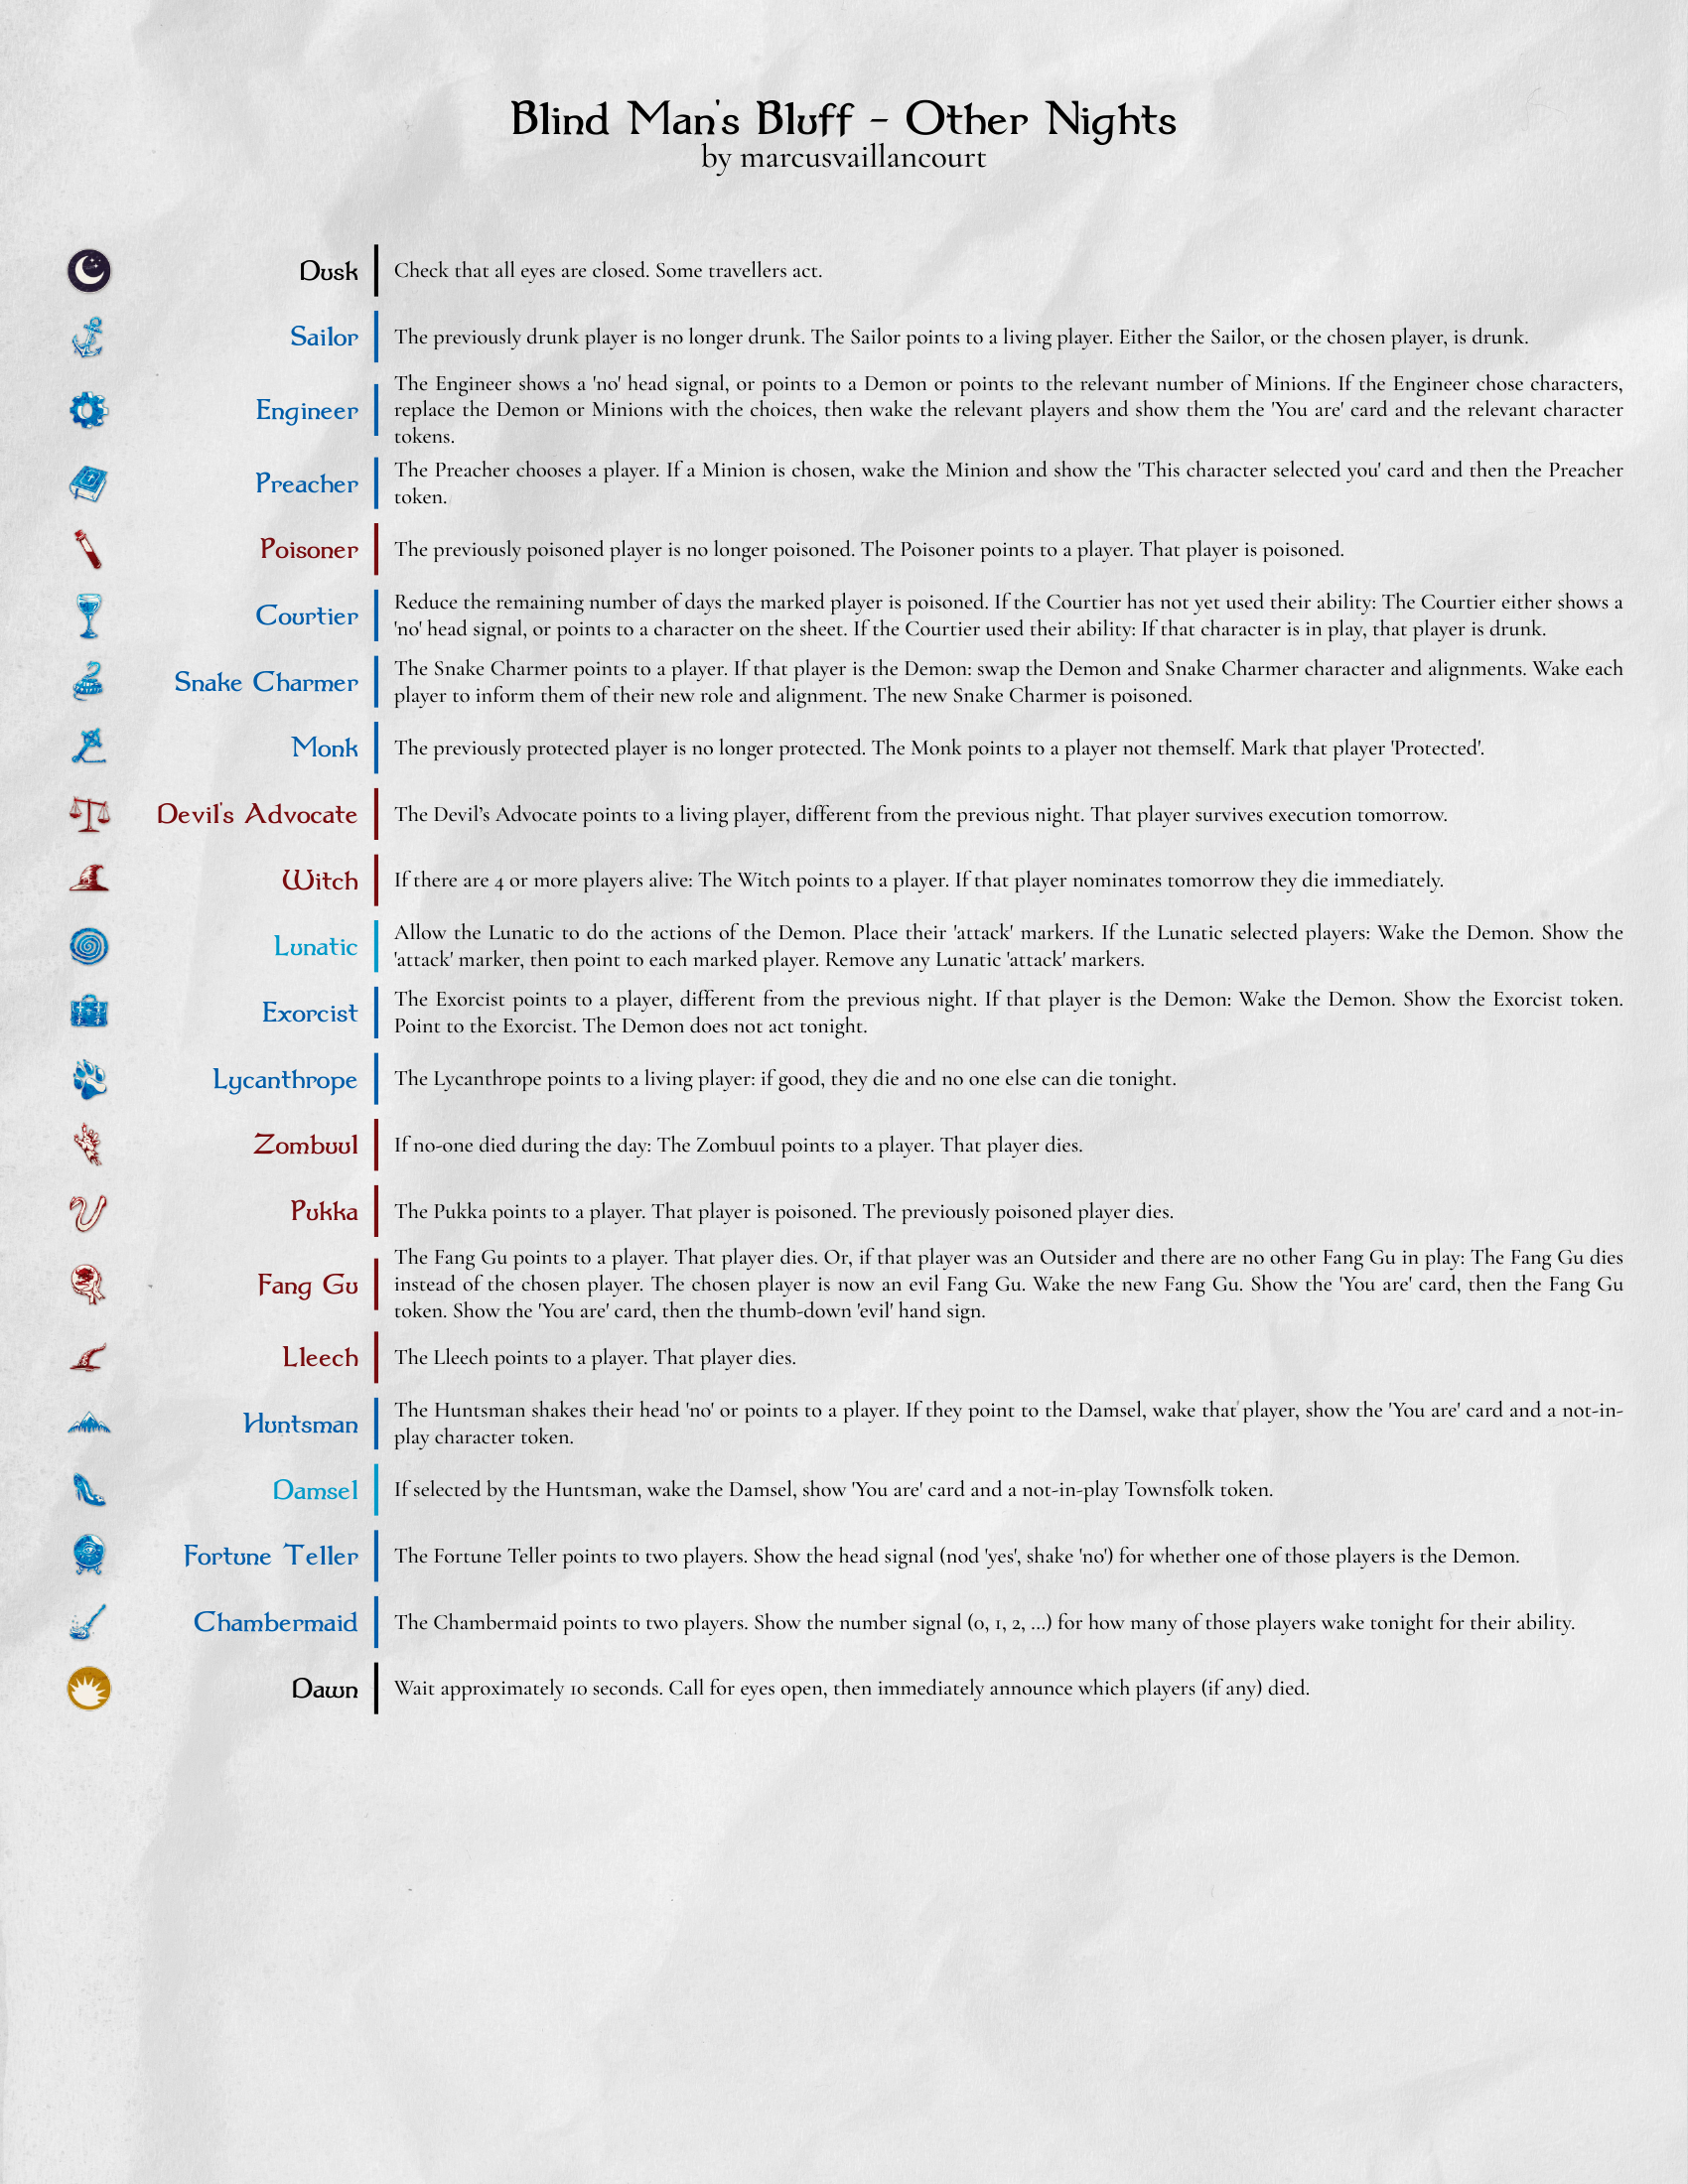 Blind Man's Bluff - Other Nights
by marcusvaillancourt
Dusk
Check that all eyes are closed. Some travellers act.
Sailor
The previously drunk player is no longer drunk. The Sailor points to a living player. Either the Sailor, or the chosen player, is drunk.
Engineer
The Engineer shows a 'no' head signal, or points to a Demon or points to the relevant number of Minions. If the Engineer chose characters,
replace the Demon or Minions with the choices, then wake the relevant players and show them the 'You are' card and the relevant character
tokens.
Preacher
The Preacher chooses a player. If a Minion is chosen, wake the Minion and show the 'This character selected you' card and then the Preacher
token.
Poisoner
The previously poisoned player is no longer poisoned. The Poisoner points to a player. That player is poisoned.
Courtier
Reduce the remaining number of days the marked player is poisoned. If the Courtier has not yet used their ability: The Courtier either shows a
'no' head signal, or points to a character on the sheet. If the Courtier used their ability: If that character is in play, that player is drunk.
Snake Charmer
The Snake Charmer points to a player. If that player is the Demon: swap the Demon and Snake Charmer character and alignments. Wake each
player to inform them of their new role and alignment. The new Snake Charmer is poisoned.
Monk
The previously protected player is no longer protected. The Monk points to a player not themself. Mark that player 'Protected'.
Devil's Advocate
The Devil's Advocate points to a living player, different from the previous night. That player survives execution tomorrow.
Witch
If there are 4 or more players alive: The Witch points to a player. If that player nominates tomorrow they die immediately.
Lunatic
Allow the Lunatic to do the actions of the Demon. Place their 'attack' markers. If the Lunatic selected players: Wake the Demon. Show the
'attack' marker, then point to each marked player. Remove any Lunatic 'attack' markers.
Exorcist
The Exorcist points to a player, different from the previous night. If that player is the Demon: Wake the Demon. Show the Exorcist token.
Point to the Exorcist. The Demon does not act tonight.
Lycanthrope
The Lycanthrope points to a living player: if good, they die and no one else can die tonight.
Zombuul
If no-one died during the day: The Zombuul points to a player. That player dies.
Pukka
The Pukka points to a player. That player is poisoned. The previously poisoned player dies.
Fang Gu
The Fang Gu points to a player. That player dies. Or, if that player was an Outsider and there are no other Fang Gu in play: The Fang Gu dies
instead of the chosen player. The chosen player is now an evil Fang Gu. Wake the new Fang Gu. Show the 'You are' card, then the Fang Gu
token. Show the 'You are' card, then the thumb-down 'evil' hand sign.
Lleech
The Lleech points to a player. That player dies.
Huntsman
The Huntsman shakes their head 'no' or points to a player. If they point to the Damsel, wake that player, show the 'You are' card and a not-in-
play character token.
Damsel
If selected by the Huntsman, wake the Damsel, show 'You are' card and a not-in-play Townsfolk token.
Fortune Teller
The Fortune Teller points to two players. Show the head signal (nod 'yes', shake 'no') for whether one of those players is the Demon.
Chambermaid
The Chambermaid points to two players. Show the number signal (0, 1, 2, ...) for how many of those players wake tonight for their ability.
Dawn
Wait approximately 10 seconds. Call for eyes open, then immediately announce which players (if any) died.